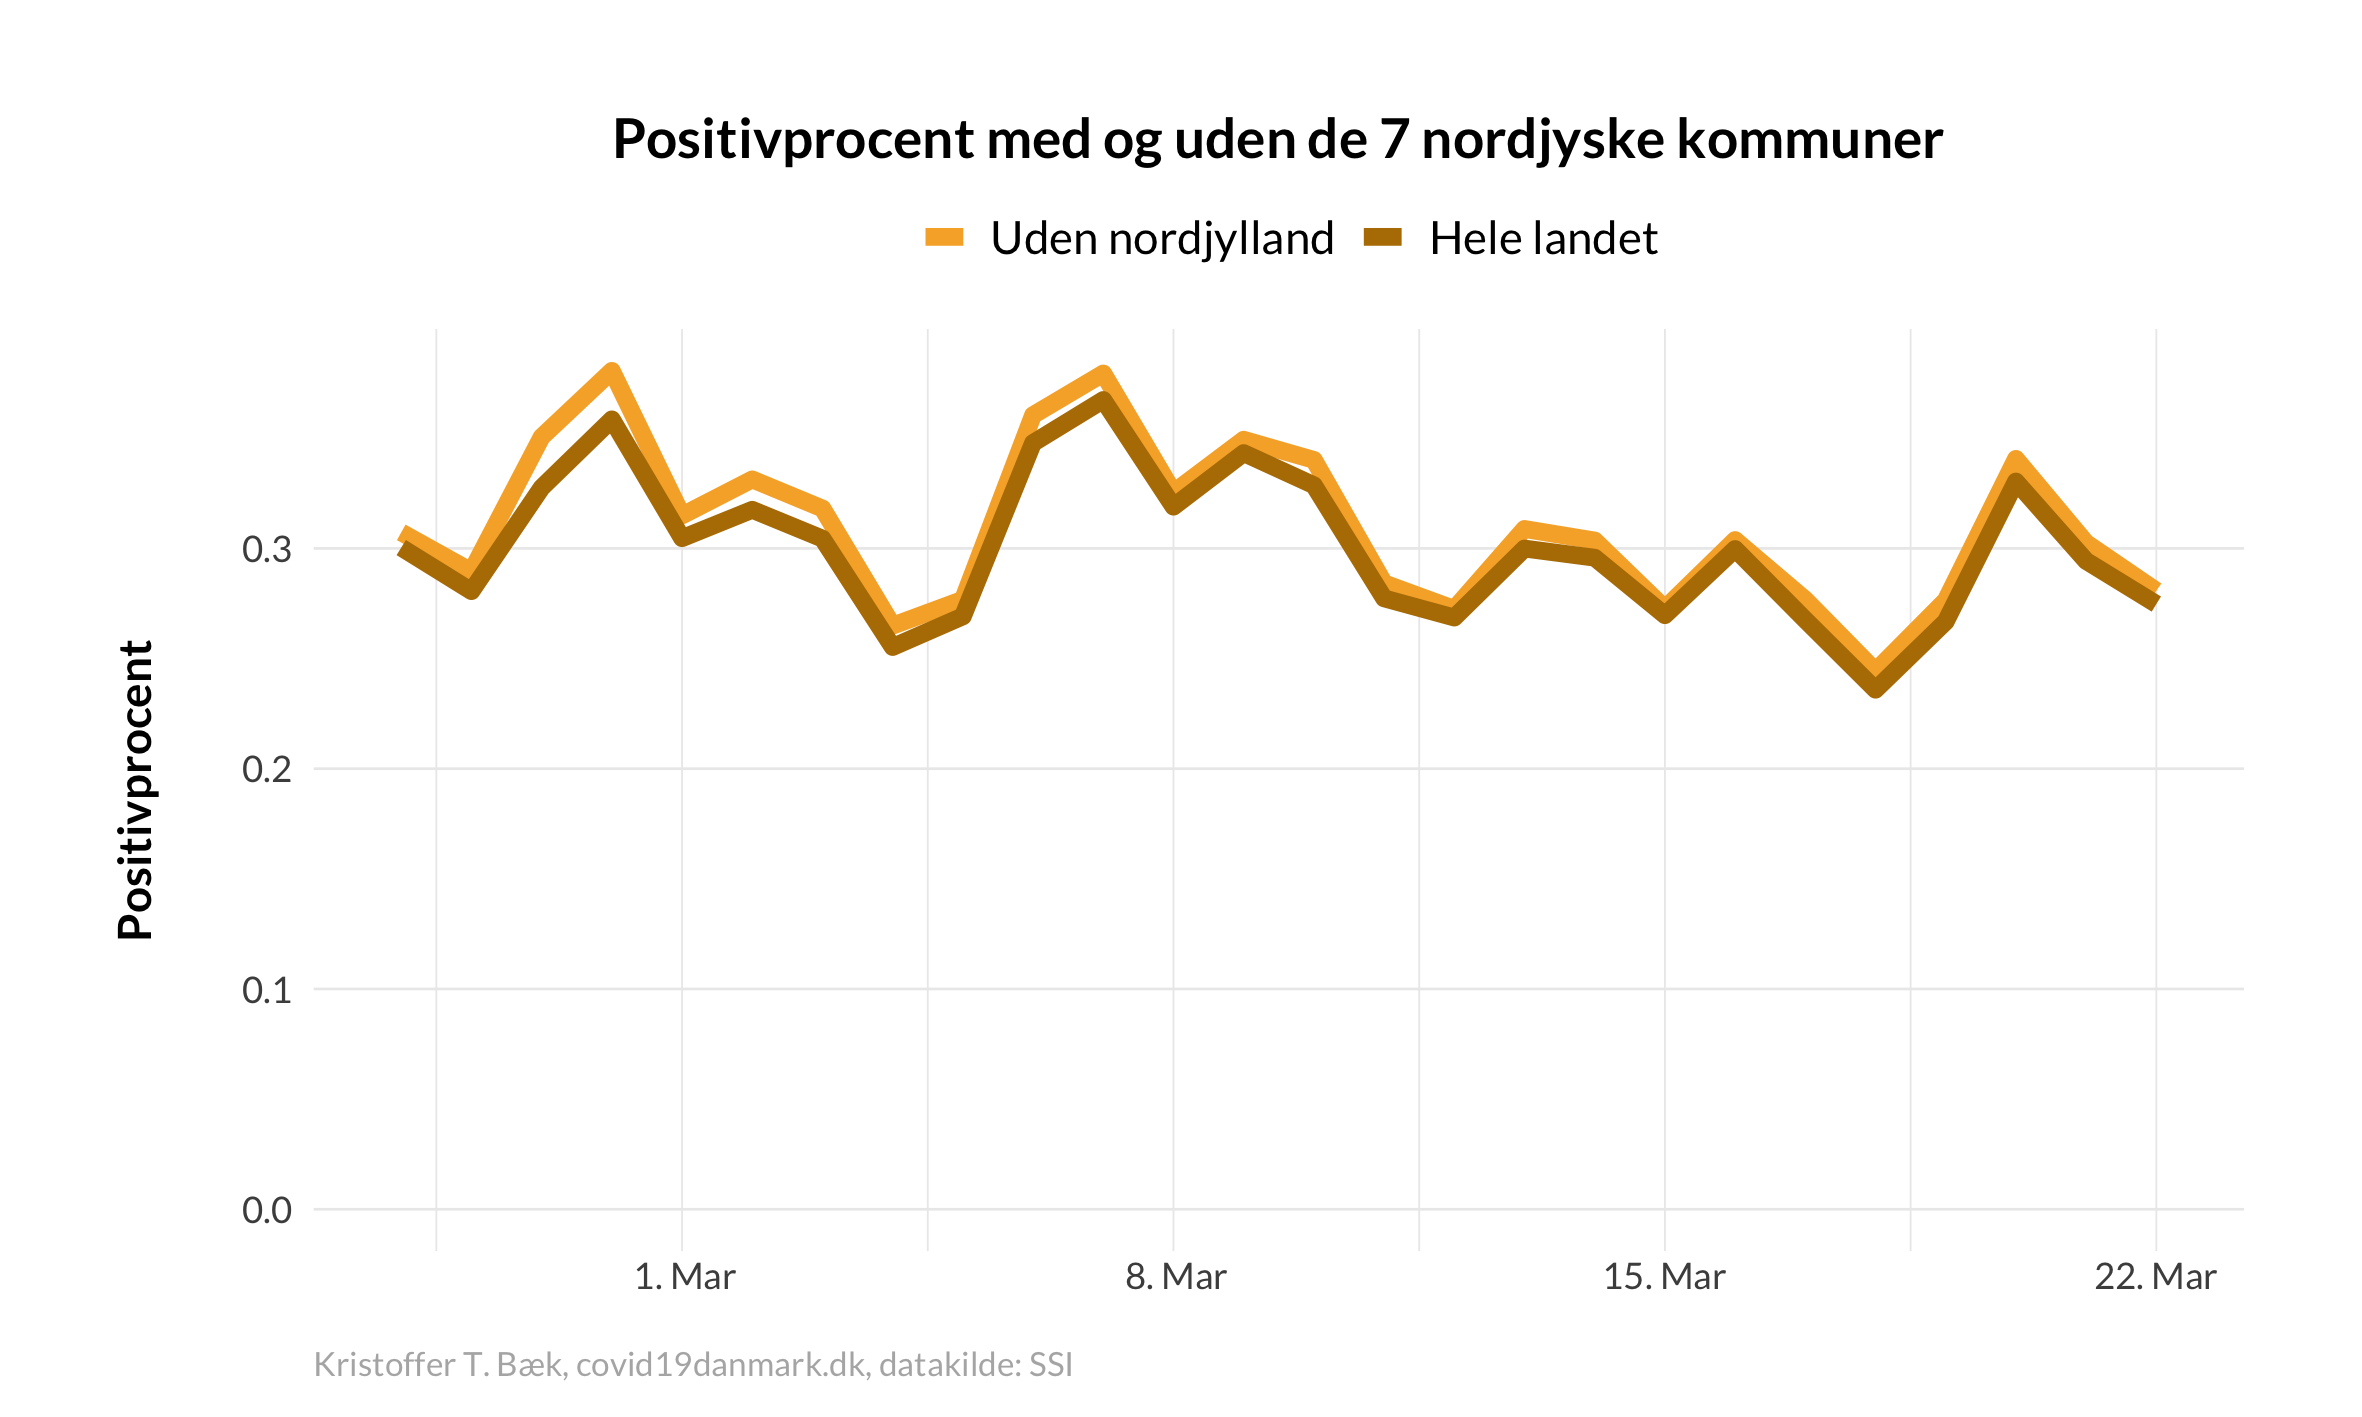 Positivprocent med og uden de 7 nordjyske kommuner
Uden nordjylland
Hele landet
Positivprocent
0.3
0.2
0.1
0.0
1. Mar
8. Mar
15. Mar
22. Mar
Kristoffer T. Bæk, covid19danmark.dk, datakilde: SSI